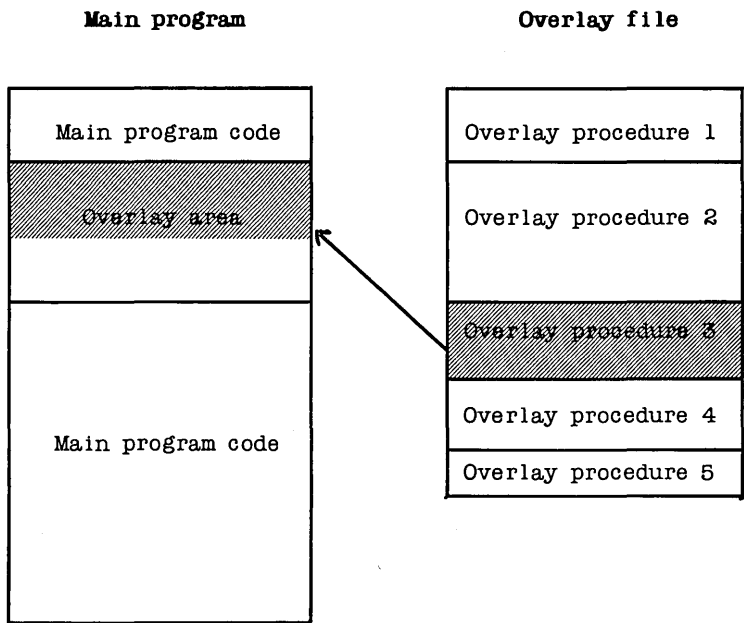 Main program
Main program code
Overlay area
Main program code
Overlay file
Overlay procedure 1
Overlay procedure 2
Overlay procedure 3
Overlay procedure 4
Overlay procedure 5